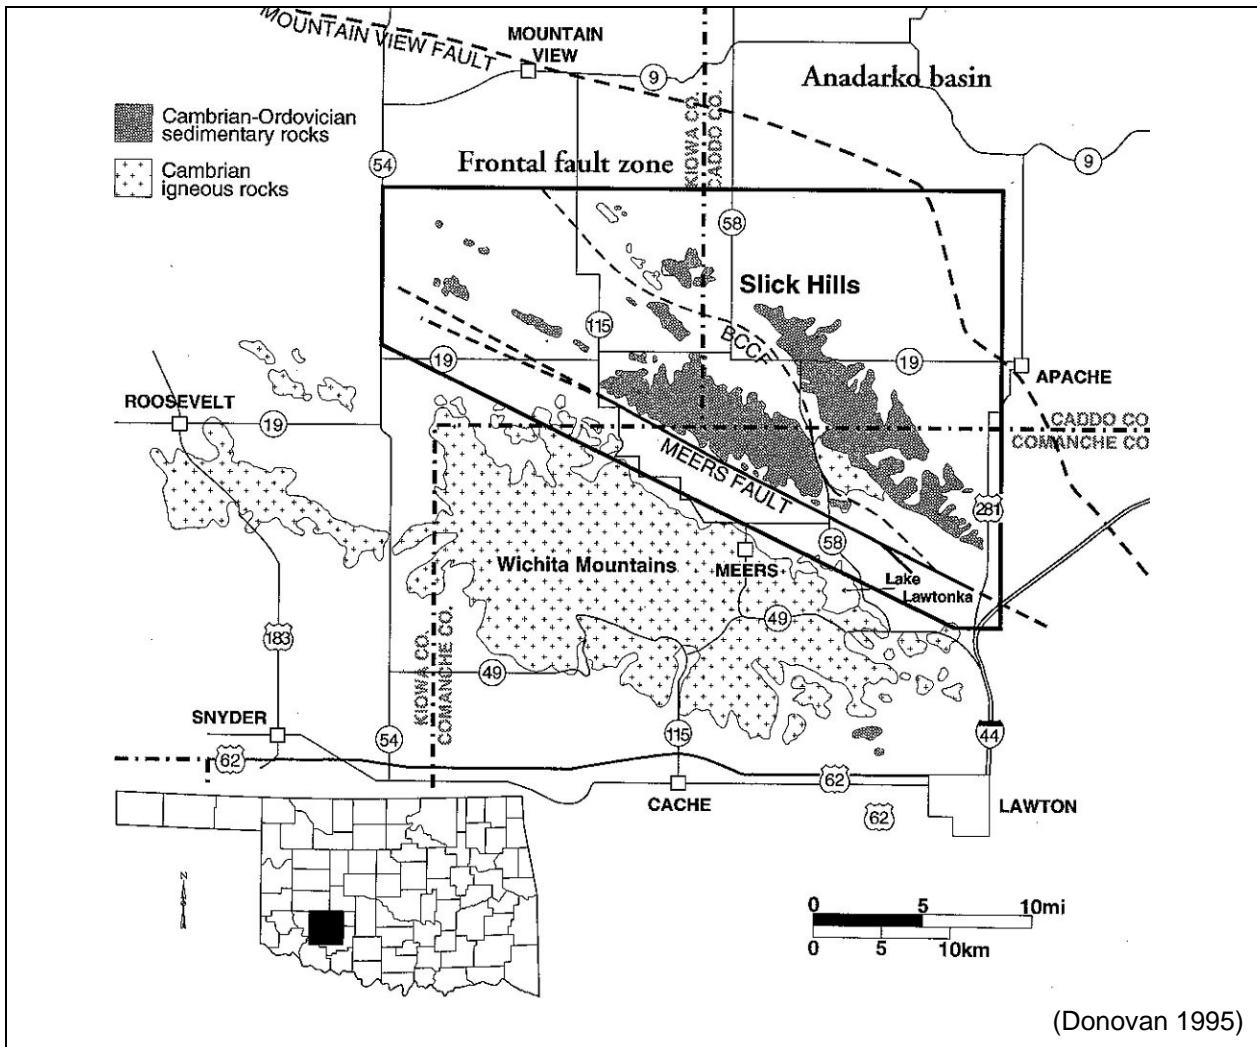 MOUNTAIN VIEW FAULT
MOUNTAIN
VIEW
9
Anadarko basin
Cambrian-Ordovician
sedimentary rocks
Cambrian
igneous rocks
54
Frontal fault zone
KIOWA CO.
CADDO CO.
9
58
Slick Hills
115
BCCF
19
19
APACHE
ROOSEVELT
19
CADDO CO
COMANCHE CO
MEERS FAULT
281
58
Wichita Mountains
MEERS
Lake
Lawtonka
49
183
KIOWA CO.
COMANCHE CO.
49
SNYDER
54
115
44
62
62
CACHE
LAWTON
62
N
0 5 10mi
0 5 10km
(Donovan 1995)